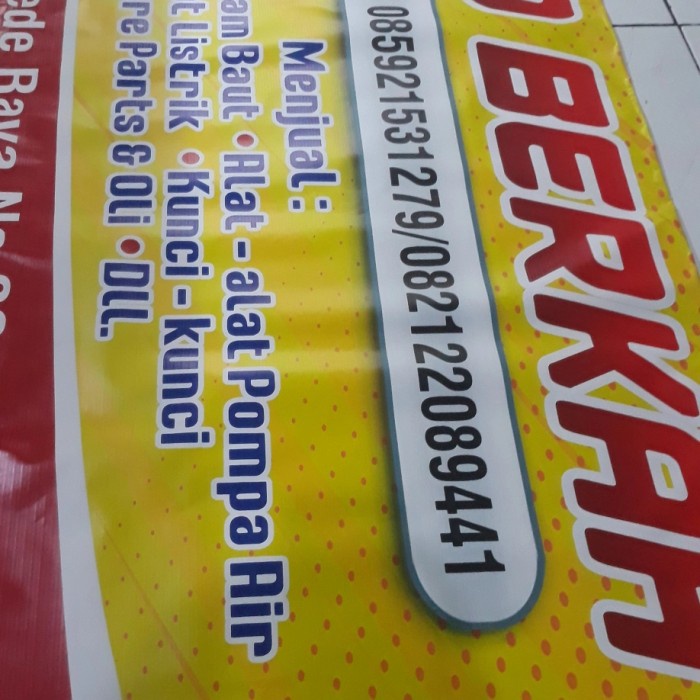 BERKAH
085921531279/082122089441
Menjual :
Baut • Alat - alat Pompa Air
Listrik • Kunci - kunci
Parts & Oli • DLL.
Raya